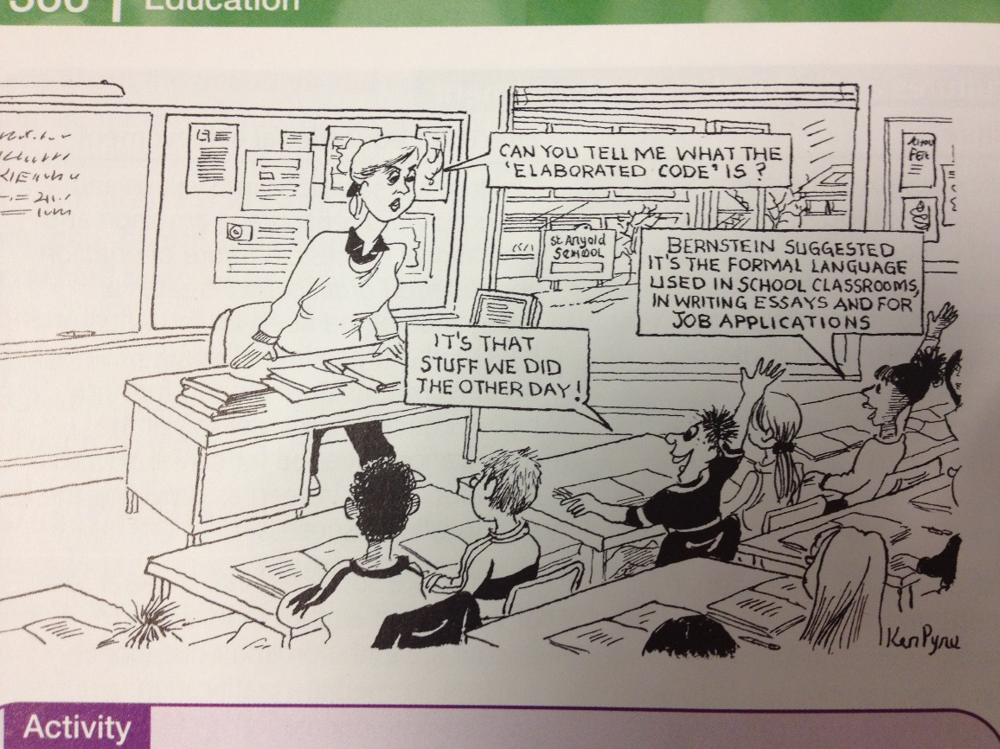 Education
CAN YOU TELL ME WHAT THE
'ELABORATED CODE' IS?
St Anyold
SCHOOL
BERNSTEIN SUGGESTED
IT'S THE FORMAL LANGUAGE
USED IN SCHOOL CLASSROOMS,
IN WRITING ESSAYS AND FOR
JOB APPLICATIONS
IT'S THAT
STUFF WE DID
THE OTHER DAY!
Ken Pyne
Activity